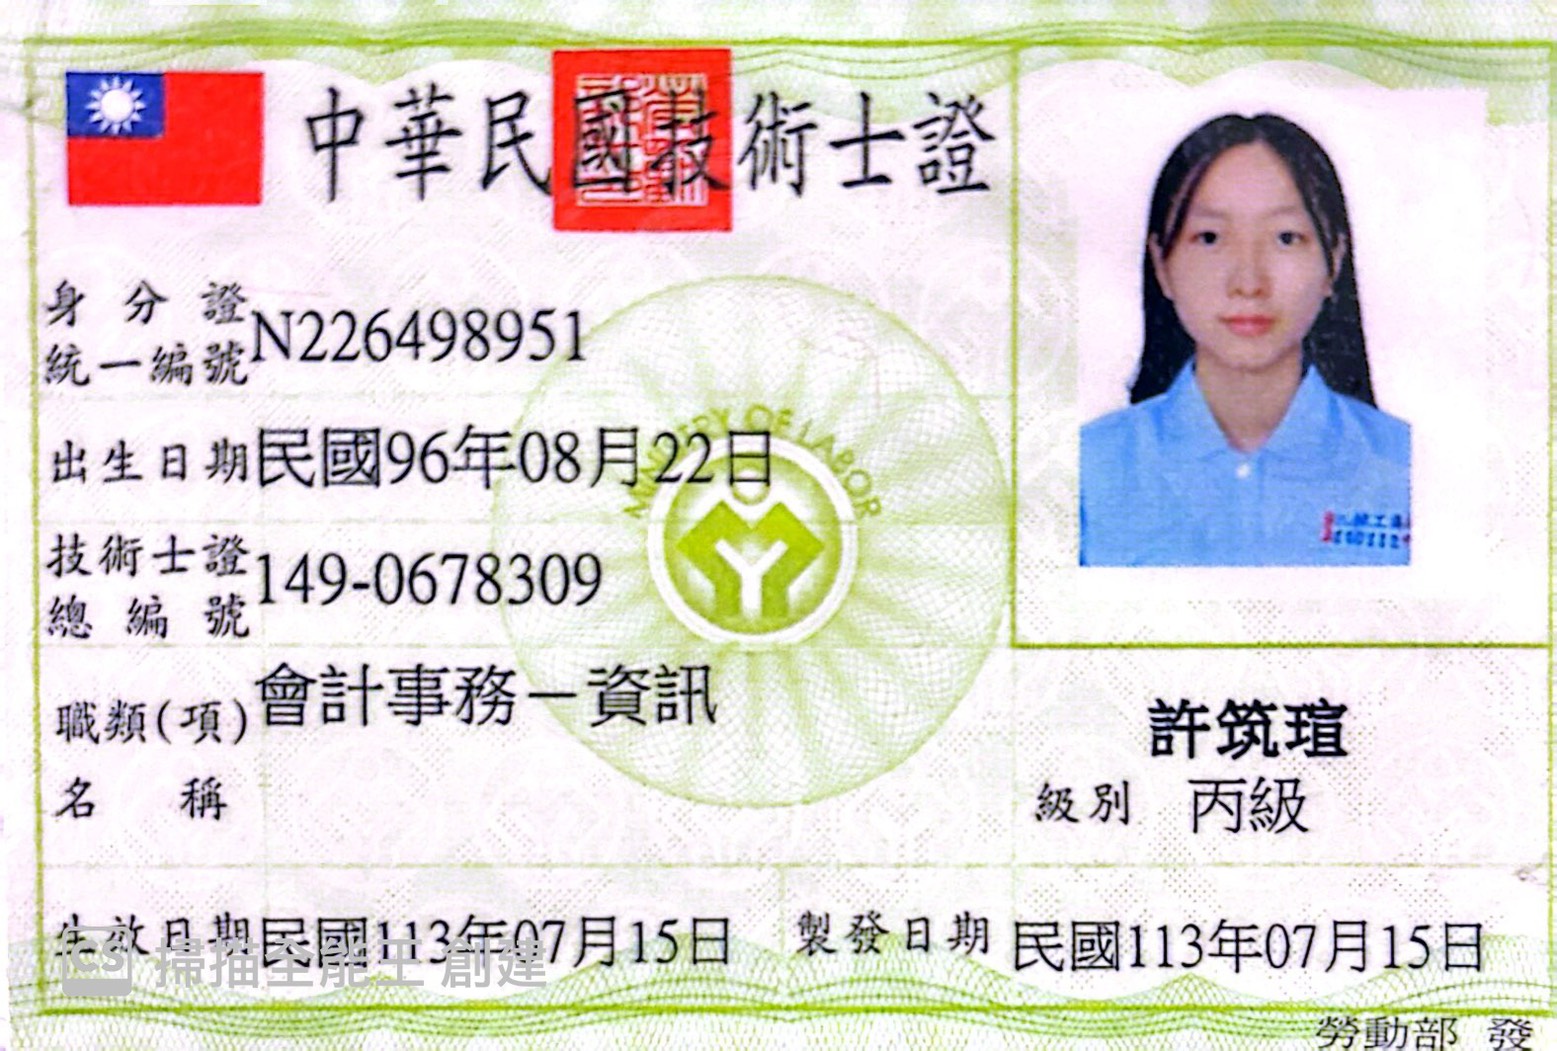 中華民國技術士證
身分證統一編號 N226498951
出生日期 民國96年08月22日
MINISTRY OF LABOR
技術士證總編號 149-0678309
職類(項)名稱 會計事務－資訊
許筑瑄
級別 丙級
生效日期 民國113年07月15日
製發日期 民國113年07月15日
CS 掃描全能王 創建
勞動部 發